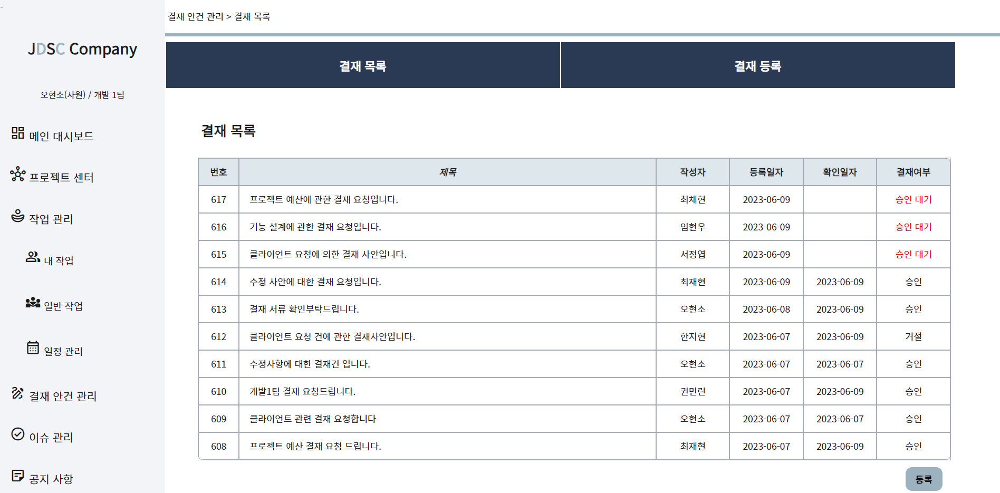 -
결재 안건 관리 > 결재 목록
JDSC Company
오현소(사원) / 개발 1팀
메인 대시보드
프로젝트 센터
작업 관리
내 작업
일반 작업
일정 관리
결재 안건 관리
이슈 관리
공지 사항
결재 목록 결재 등록
결재 목록
번호 제목 작성자 등록일자 확인일자 결재여부
617 프로젝트 예산에 관한 결재 요청입니다. 최채현 2023-06-09 승인 대기
616 기능 설계에 관한 결재 요청입니다. 임현우 2023-06-09 승인 대기
615 클라이언트 요청에 의한 결재 사안입니다. 서정엽 2023-06-09 승인 대기
614 수정 사안에 대한 결재 요청입니다. 최재현 2023-06-09 2023-06-09 승인
613 결재 서류 확인부탁드립니다. 오현소 2023-06-08 2023-06-09 승인
612 클라이언트 요청 건에 관한 결재사안입니다. 한지현 2023-06-07 2023-06-09 거절
611 수정사항에 대한 결재건 입니다. 오현소 2023-06-07 2023-06-07 승인
610 개발1팀 결재 요청드립니다. 권민린 2023-06-07 2023-06-09 승인
609 클라이언트 관련 결재 요청합니다 오현소 2023-06-07 2023-06-07 승인
608 프로젝트 예산 결재 요청 드립니다. 최재현 2023-06-07 2023-06-09 승인
등록